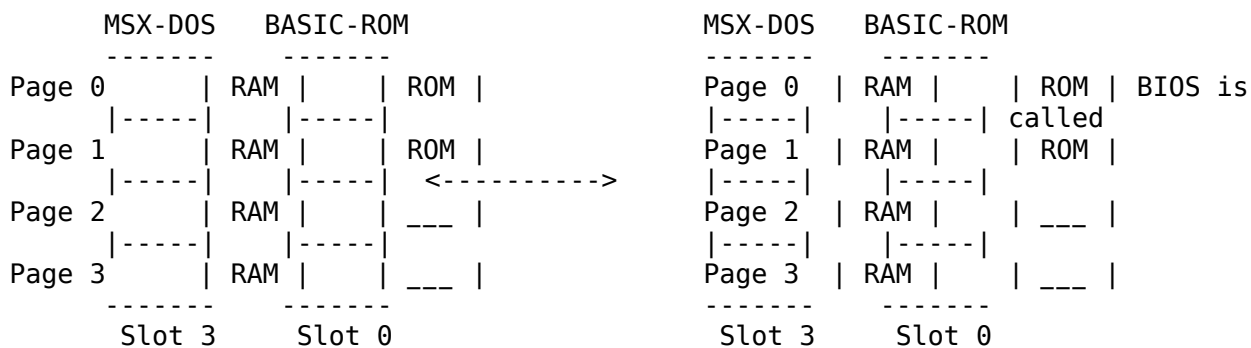 MSX-DOS   BASIC-ROM                   MSX-DOS   BASIC-ROM
      -------    -------                    -------    -------
Page 0      | RAM |     | ROM |             Page 0  | RAM |     | ROM | BIOS is
      |-----|    |-----|                    |-----|    |-----| called
Page 1      | RAM |     | ROM |             Page 1  | RAM |     | ROM |
      |-----|    |-----|  <---------->      |-----|    |-----|
Page 2      | RAM |     | ___ |             Page 2  | RAM |     | ___ |
      |-----|    |-----|                    |-----|    |-----|
Page 3      | RAM |     | ___ |             Page 3  | RAM |     | ___ |
      -------    -------                    -------    -------
       Slot 3     Slot 0                     Slot 3     Slot 0